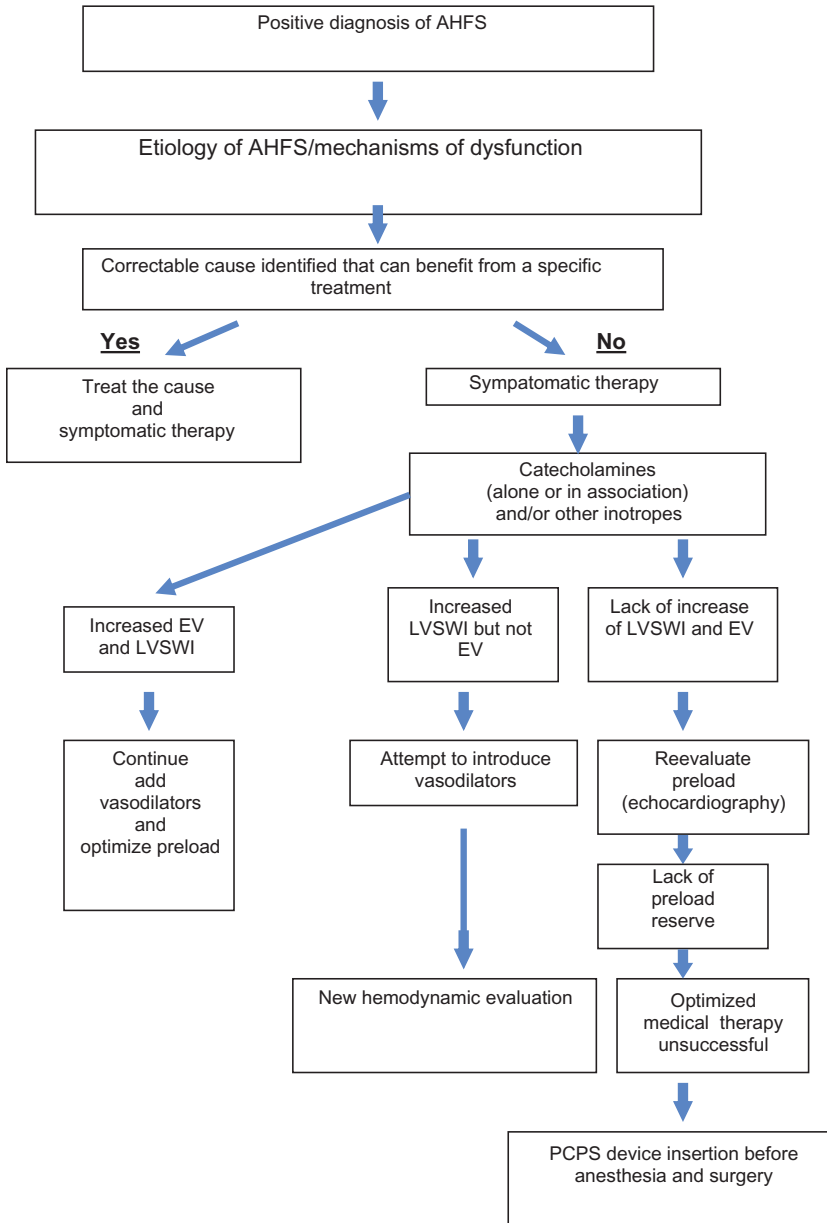 Positive diagnosis of AHFS
Etiology of AHFS/mechanisms of dysfunction
Correctable cause identified that can benefit from a specific
treatment
Yes
No
Treat the cause
and
symptomatic therapy
Sympatomatic therapy
Catecholamines
(alone or in association)
and/or other inotropes
Increased EV
and LVSWI
Increased
LVSWI but not
EV
Lack of increase
of LVSWI and EV
Continue
add
vasodilators
and
optimize preload
Attempt to introduce
vasodilators
Reevaluate
preload
(echocardiography)
Lack of
preload
reserve
New hemodynamic evaluation
Optimized
medical therapy
unsuccessful
PCPS device insertion before
anesthesia and surgery